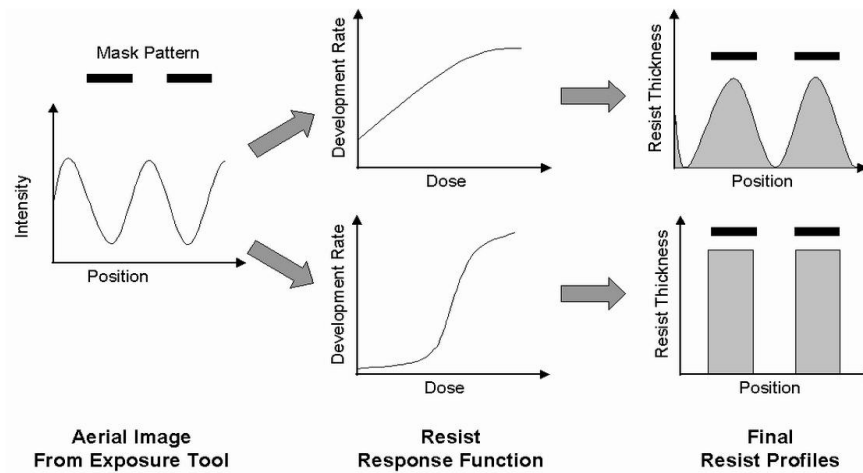 Mask Pattern
Intensity
Position
Development Rate
Dose
Resist Thickness
Position
Development Rate
Dose
Resist Thickness
Position
Aerial Image
From Exposure Tool
Resist
Response Function
Final
Resist Profiles